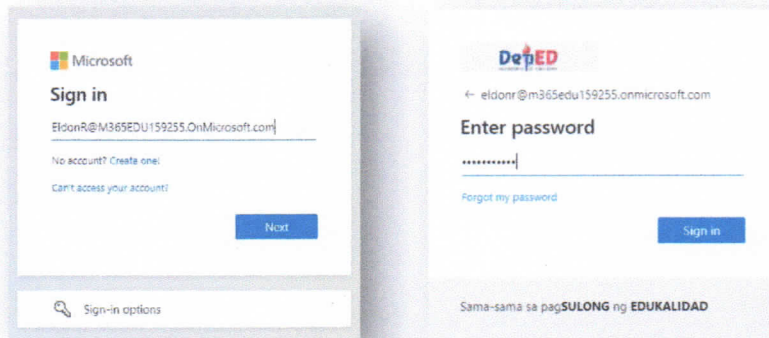 Microsoft
Sign in
EldonR@M365EDU159255.OnMicrosoft.com
No account? Create one!
Can't access your account?
Next
Sign-in options
DepED
← eldonr@m365edu159255.onmicrosoft.com
Enter password
•••••••••••
Forgot my password
Sign in
Sama-sama sa pagSULONG ng EDUKALIDAD